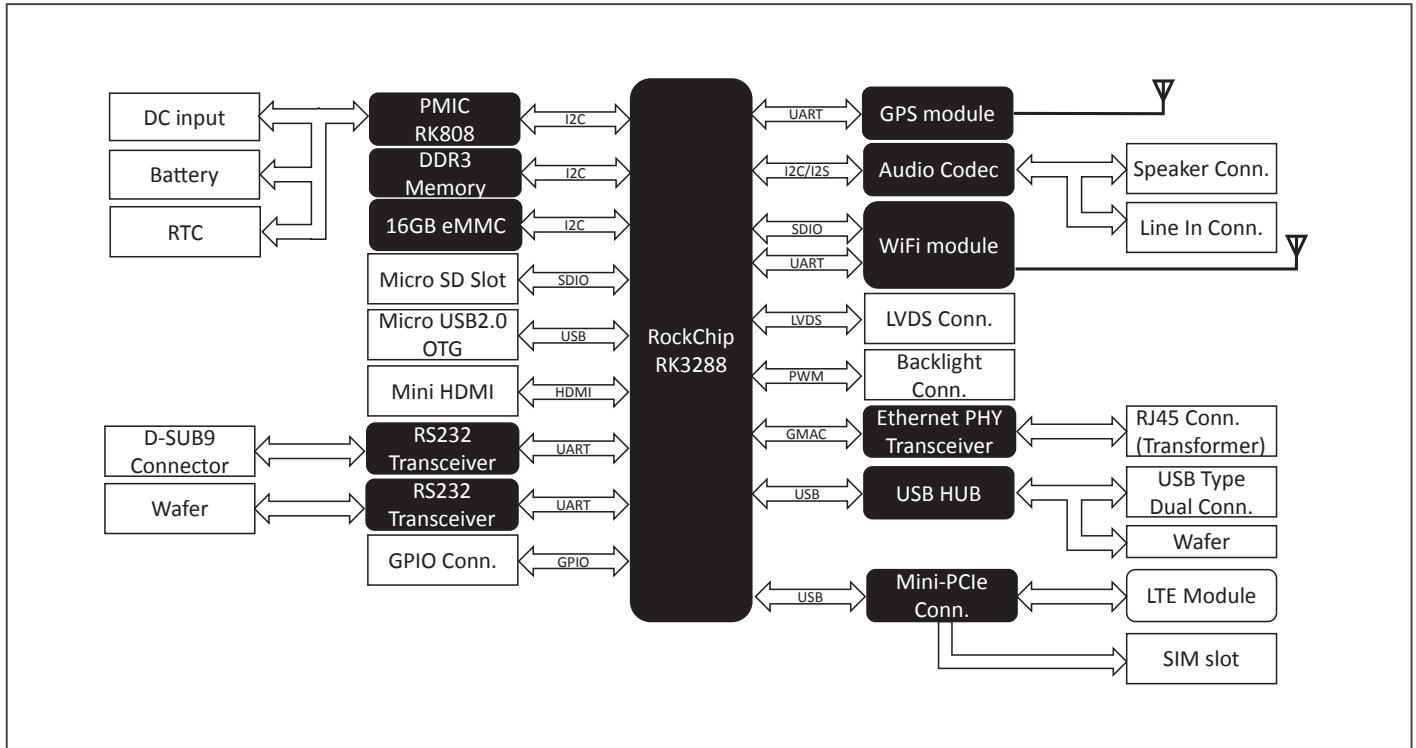 DC input
Battery
RTC
PMIC
RK808
I2C
DDR3
Memory
I2C
16GB eMMC
I2C
Micro SD Slot
SDIO
Micro USB2.0
OTG
USB
Mini HDMI
HDMI
D-SUB9
Connector
RS232
Transceiver
UART
Wafer
RS232
Transceiver
UART
GPIO Conn.
GPIO
RockChip
RK3288
UART
GPS module
I2C/I2S
Audio Codec
Speaker Conn.
Line In Conn.
SDIO
UART
WiFi module
LVDS
LVDS Conn.
PWM
Backlight
Conn.
GMAC
Ethernet PHY
Transceiver
RJ45 Conn.
(Transformer)
USB
USB HUB
USB Type
Dual Conn.
Wafer
USB
Mini-PCIe
Conn.
LTE Module
SIM slot